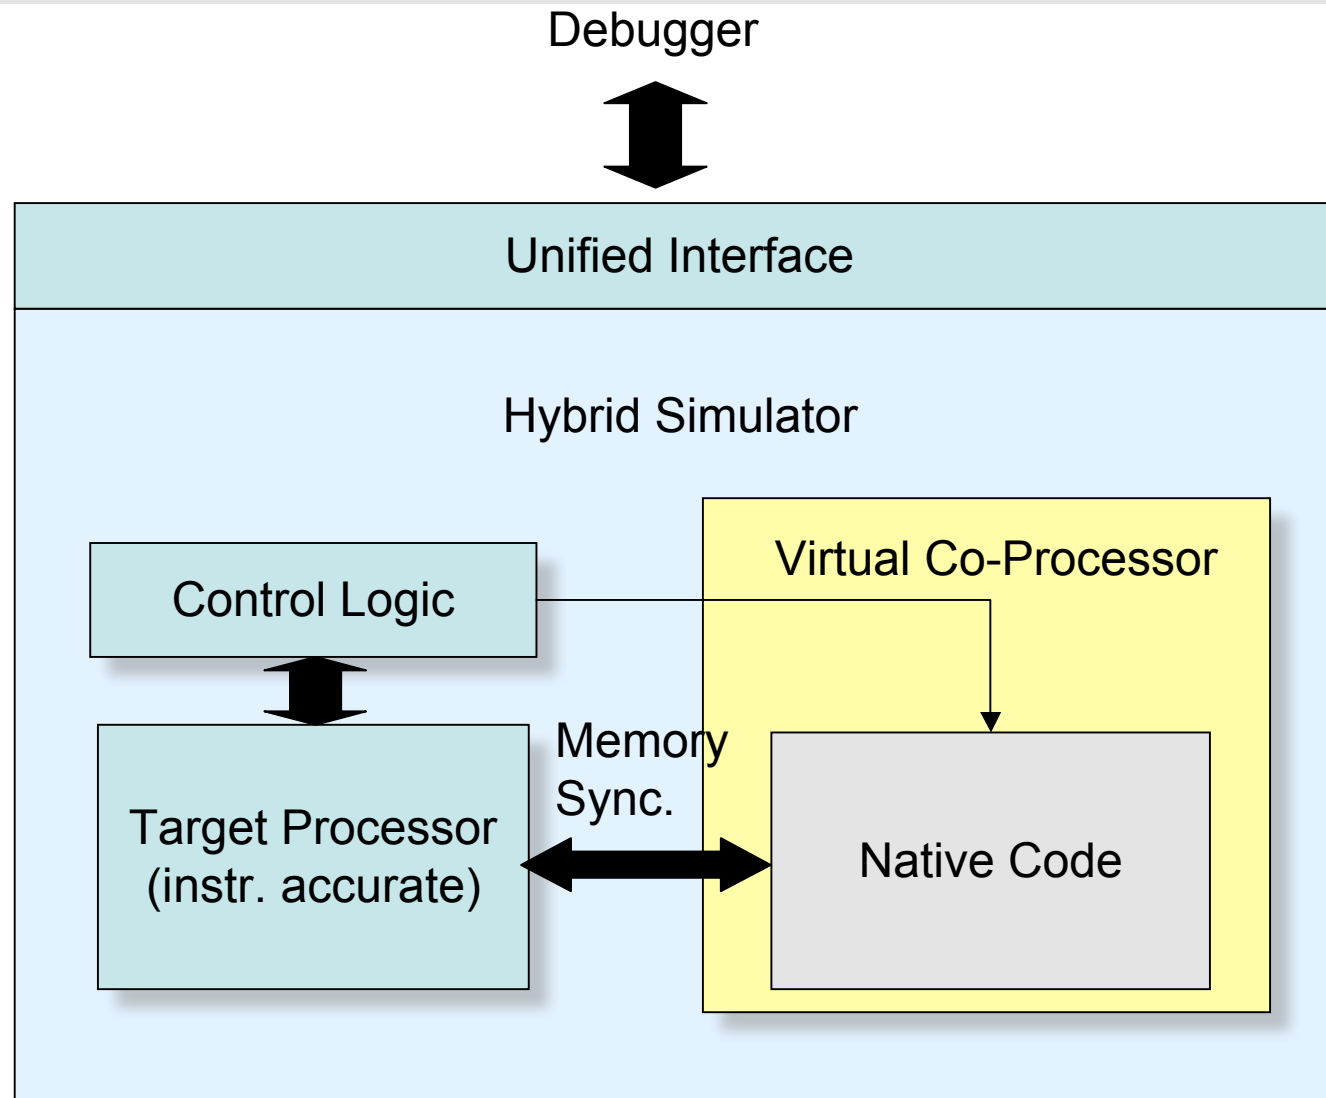 Debugger
Unified Interface
Hybrid Simulator
Control Logic
Virtual Co-Processor
Memory
Sync.
Target Processor
(instr. accurate)
Native Code